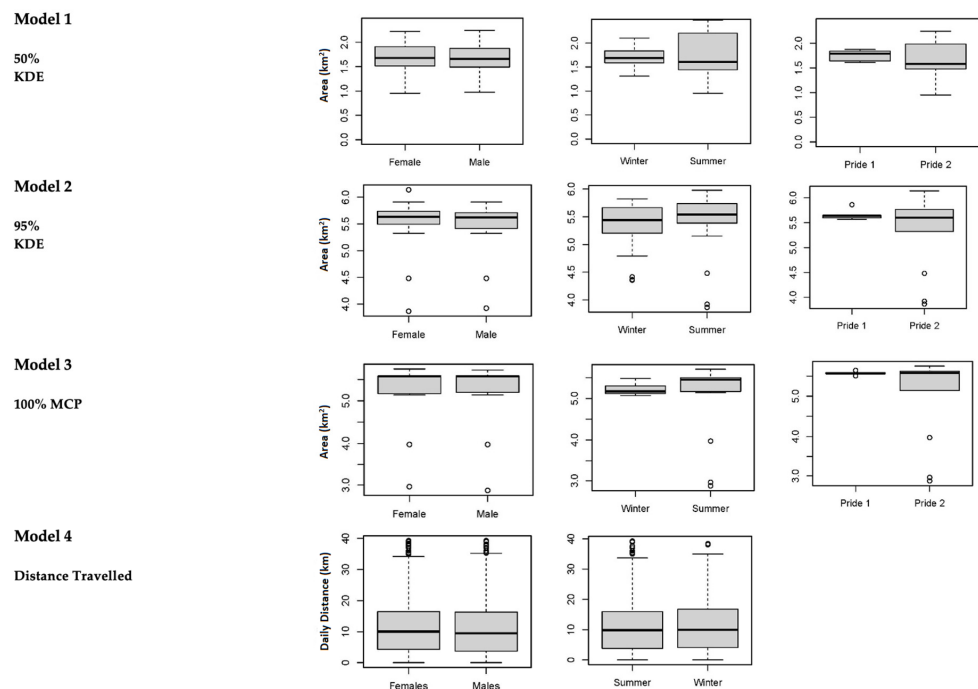 Model 1
50%
KDE
Area (km²)
0.0 0.5 1.0 1.5 2.0
Female Male
0.0 0.5 1.0 1.5 2.0
Winter Summer
0.0 0.5 1.0 1.5 2.0
Pride 1 Pride 2
Model 2
95%
KDE
Area (km²)
4.0 4.5 5.0 5.5 6.0
Female Male
4.0 4.5 5.0 5.5 6.0
Winter Summer
4.0 4.5 5.0 5.5 6.0
Pride 1 Pride 2
Model 3
100% MCP
Area (km²)
3.0 4.0 5.0
Female Male
3.0 4.0 5.0
Winter Summer
3.0 4.0 5.0
Pride 1 Pride 2
Model 4
Distance Travelled
Daily Distance (km)
0 10 20 30 40
Females Males
0 10 20 30 40
Summer Winter